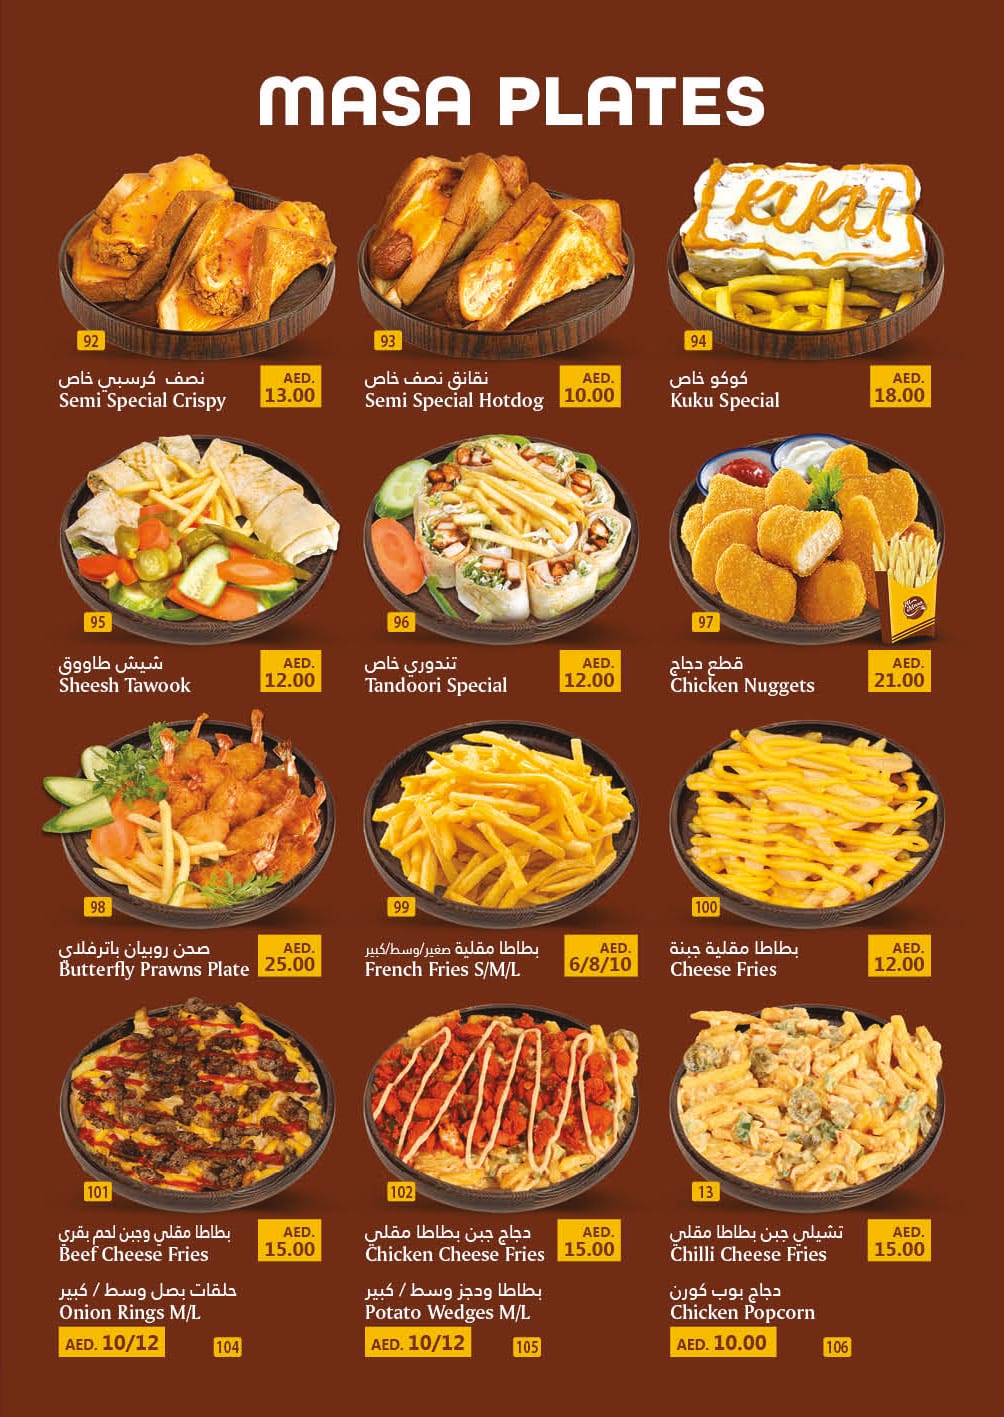 MASA PLATES
KUKU
92
93
94
نصف كرسبي خاص
AED.
Semi Special Crispy
13.00
نقانق نصف خاص
AED.
Semi Special Hotdog
10.00
كوكو خاص
AED.
Kuku Special
18.00
95
96
97
شيش طاووق
AED.
Sheesh Tawook
12.00
تندوري خاص
AED.
Tandoori Special
12.00
قطع دجاج
AED.
Chicken Nuggets
21.00
98
99
100
صحن روبيان باترفلاي
AED.
Butterfly Prawns Plate
25.00
بطاطا مقلية صغير/وسط/كبير
AED.
French Fries S/M/L
6/8/10
بطاطا مقلية جبنة
AED.
Cheese Fries
12.00
101
102
13
بطاطا مقلي وجبن لحم بقري
AED.
Beef Cheese Fries
15.00
دجاج جبن بطاطا مقلي
AED.
Chicken Cheese Fries
15.00
تشيلي جبن بطاطا مقلي
AED.
Chilli Cheese Fries
15.00
حلقات بصل وسط / كبير
Onion Rings M/L
AED. 10/12
104
بطاطا ودجز وسط / كبير
Potato Wedges M/L
AED. 10/12
105
دجاج بوب كورن
Chicken Popcorn
AED. 10.00
106